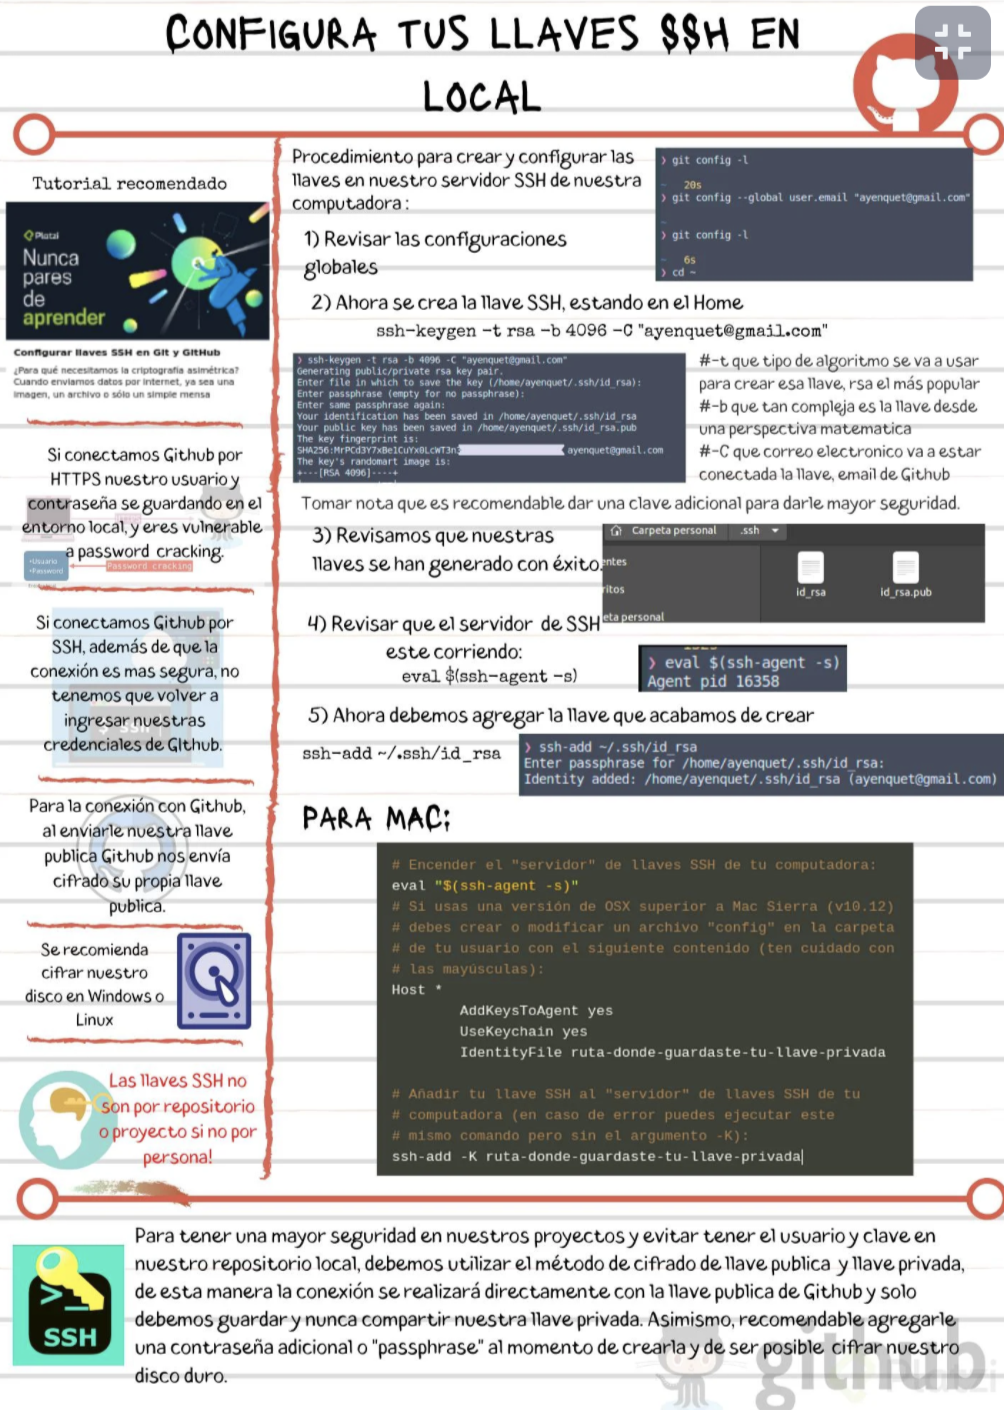 CONFIGURA TUS LLAVES SSH EN
LOCAL
Tutorial recomendado
Platzi
Nunca
pares
de
aprender
Configurar llaves SSH en Git y GitHub
¿Para qué necesitamos la criptografía asimétrica?
Cuando enviamos datos por internet, ya sea una
imagen, un archivo o sólo un simple mensa
Si conectamos Github por
HTTPS nuestro usuario y
contraseña se guardando en el
entorno local, y eres vulnerable
a password cracking.
•Usuario
•Password
Password cracking
Si conectamos Github por
SSH, además de que la
conexión es mas segura, no
tenemos que volver a
ingresar nuestras
credenciales de GIthub.
$ SSH
Para la conexión con Github,
al enviarle nuestra llave
publica Github nos envía
cifrado su propia llave
publica.
Se recomienda
cifrar nuestro
disco en Windows o
Linux
Las llaves SSH no
son por repositorio
o proyecto si no por
persona!
Procedimiento para crear y configurar las
llaves en nuestro servidor SSH de nuestra
computadora:
1) Revisar las configuraciones
globales
❯ git config -l
~ 20s
❯ git config --global user.email "ayenquet@gmail.com"
~
❯ git config -l
~ 6s
❯ cd ~
2) Ahora se crea la llave SSH, estando en el Home
ssh-keygen -t rsa -b 4096 -C "ayenquet@gmail.com"
❯ ssh-keygen -t rsa -b 4096 -C "ayenquet@gmail.com"
Generating public/private rsa key pair.
Enter file in which to save the key (/home/ayenquet/.ssh/id_rsa):
Enter passphrase (empty for no passphrase):
Enter same passphrase again:
Your identification has been saved in /home/ayenquet/.ssh/id_rsa
Your public key has been saved in /home/ayenquet/.ssh/id_rsa.pub
The key fingerprint is:
SHA256:MrPCd3Y7xBe1CuYx0LcWT3n ayenquet@gmail.com
The key's randomart image is:
+---[RSA 4096]----+
#-t que tipo de algoritmo se va a usar
para crear esa llave, rsa el más popular
#-b que tan compleja es la llave desde
una perspectiva matematica
#-C que correo electronico va a estar
conectada la llave, email de Github
Tomar nota que es recomendable dar una clave adicional para darle mayor seguridad.
3) Revisamos que nuestras
llaves se han generado con éxito.
Carpeta personal .ssh
entes
ritos
eta personal
id_rsa
id_rsa.pub
4) Revisar que el servidor de SSH
este corriendo:
eval $(ssh-agent -s)
❯ eval $(ssh-agent -s)
Agent pid 16358
5) Ahora debemos agregar la llave que acabamos de crear
ssh-add ~/.ssh/id_rsa
❯ ssh-add ~/.ssh/id_rsa
Enter passphrase for /home/ayenquet/.ssh/id_rsa:
Identity added: /home/ayenquet/.ssh/id_rsa (ayenquet@gmail.com)
PARA MAC:
# Encender el "servidor" de llaves SSH de tu computadora:
eval "$(ssh-agent -s)"
# Si usas una versión de OSX superior a Mac Sierra (v10.12)
# debes crear o modificar un archivo "config" en la carpeta
# de tu usuario con el siguiente contenido (ten cuidado con
# las mayúsculas):
Host *
AddKeysToAgent yes
UseKeychain yes
IdentityFile ruta-donde-guardaste-tu-llave-privada
# Añadir tu llave SSH al "servidor" de llaves SSH de tu
# computadora (en caso de error puedes ejecutar este
# mismo comando pero sin el argumento -K):
ssh-add -K ruta-donde-guardaste-tu-llave-privada
>_
SSH
Para tener una mayor seguridad en nuestros proyectos y evitar tener el usuario y clave en
nuestro repositorio local, debemos utilizar el método de cifrado de llave publica y llave privada,
de esta manera la conexión se realizará directamente con la llave publica de Github y solo
debemos guardar y nunca compartir nuestra llave privada. Asimismo, recomendable agregarle
una contraseña adicional o "passphrase" al momento de crearla y de ser posible cifrar nuestro
disco duro.
github